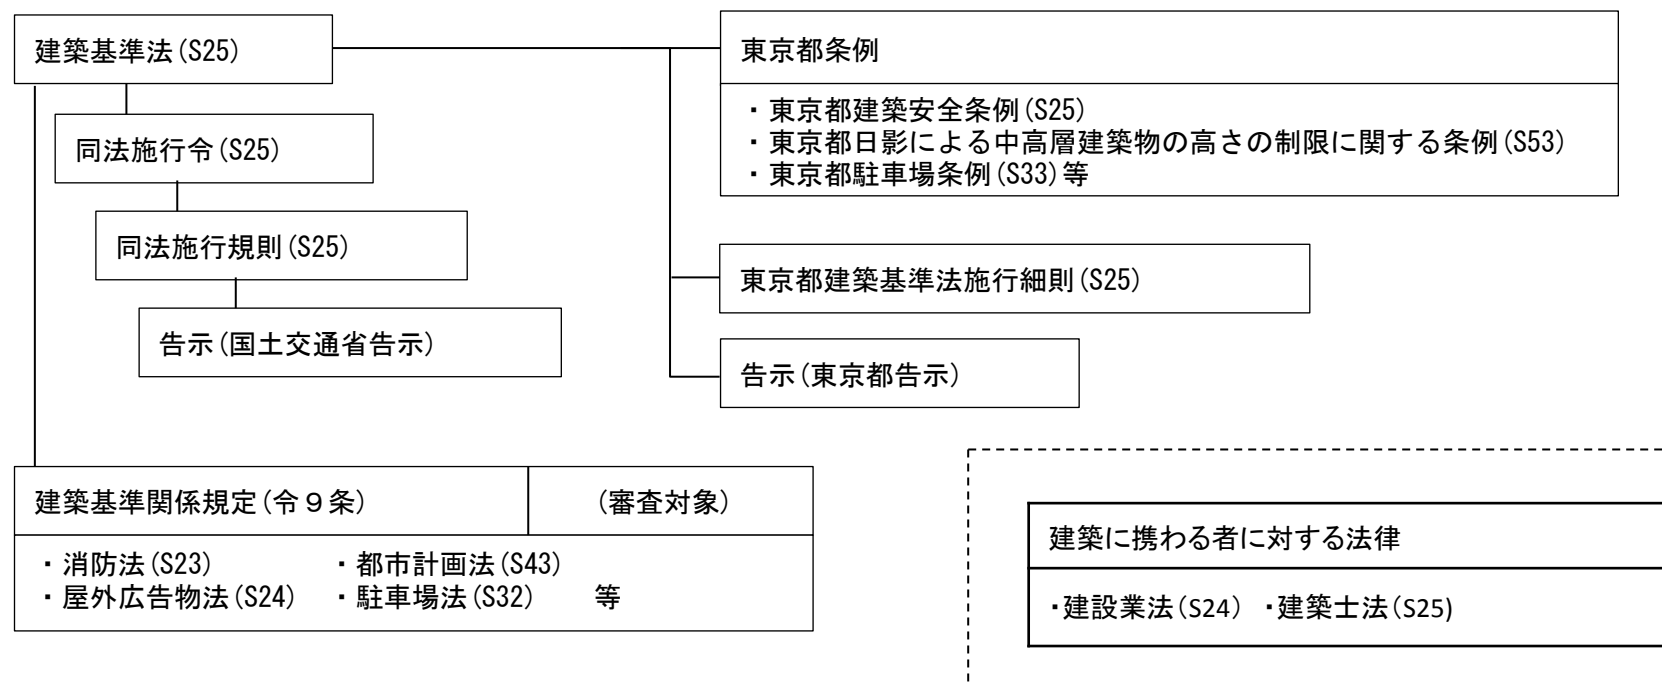 建築基準法(S25)
同法施行令(S25)
同法施行規則(S25)
告示(国土交通省告示)
東京都条例
・東京都建築安全条例(S25)
・東京都日影による中高層建築物の高さの制限に関する条例(S53)
・東京都駐車場条例(S33)等
東京都建築基準法施行細則(S25)
告示(東京都告示)
建築基準関係規定(令9条) (審査対象)
・消防法(S23) ・都市計画法(S43)
・屋外広告物法(S24) ・駐車場法(S32) 等
建築に携わる者に対する法律
・建設業法(S24) ・建築士法(S25)